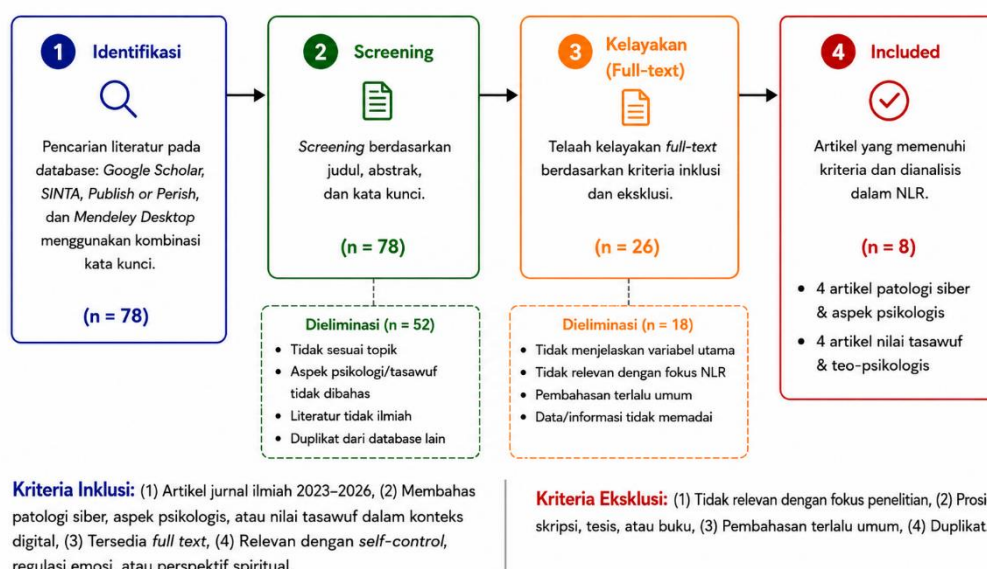 1 Identifikasi
Pencarian literatur pada
database: Google Scholar,
SINTA, Publish or Perish,
dan Mendeley Desktop
menggunakan kombinasi
kata kunci.
(n = 78)
2 Screening
Screening berdasarkan
judul, abstrak,
dan kata kunci.
(n = 78)
Dieliminasi (n = 52)
• Tidak sesuai topik
• Aspek psikologi/tasawuf
tidak dibahas
• Literatur tidak ilmiah
• Duplikat dari database lain
3 Kelayakan
(Full-text)
Telaah kelayakan full-text
berdasarkan kriteria inklusi
dan eksklusi.
(n = 26)
Dieliminasi (n = 18)
• Tidak menjelaskan variabel utama
• Tidak relevan dengan fokus NLR
• Pembahasan terlalu umum
• Data/informasi tidak memadai
4 Included
Artikel yang memenuhi
kriteria dan dianalisis
dalam NLR.
(n = 8)
• 4 artikel patologi siber
& aspek psikologis
• 4 artikel nilai tasawuf
& teo-psikologis
Kriteria Inklusi: (1) Artikel jurnal ilmiah 2023–2026, (2) Membahas
patologi siber, aspek psikologis, atau nilai tasawuf dalam konteks
digital, (3) Tersedia full text, (4) Relevan dengan self-control,
regulasi emosi, atau perspektif spiritual.
Kriteria Eksklusi: (1) Tidak relevan dengan fokus penelitian, (2)
skripsi, tesis, atau buku, (3) Pembahasan terlalu umum, (4) Duplikat.